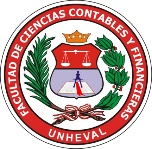 FACULTAD DE CIENCIAS CONTABLES Y FINANCIERAS
UNHEVAL